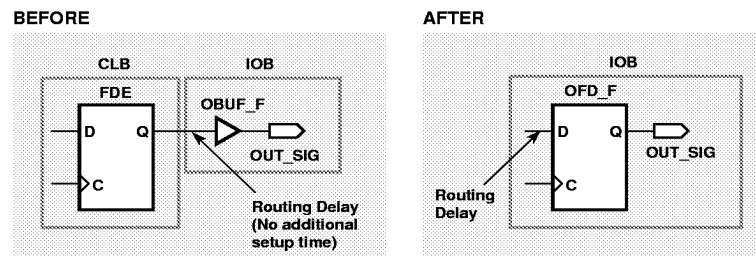 BEFORE
CLB
IOB
FDE
OBUF_F
D
Q
OUT_SIG
C
Routing Delay
(No additional
setup time)
AFTER
IOB
OFD_F
D
Q
OUT_SIG
C
Routing
Delay